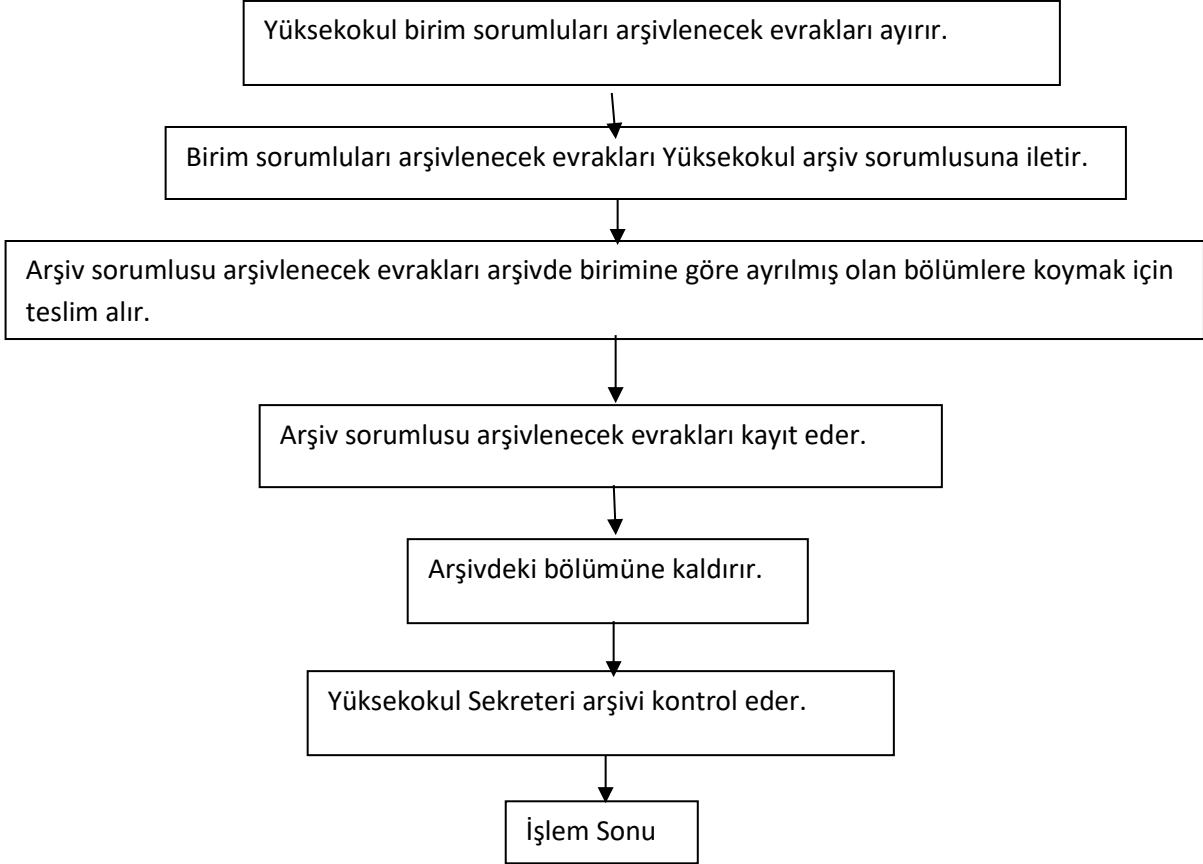 Yüksekokul birim sorumluları arşivlenecek evrakları ayırır.
Birim sorumluları arşivlenecek evrakları Yüksekokul arşiv sorumlusuna iletir.
Arşiv sorumlusu arşivlenecek evrakları arşivde birimine göre ayrılmış olan bölümlere koymak için
teslim alır.
Arşiv sorumlusu arşivlenecek evrakları kayıt eder.
Arşivdeki bölümüne kaldırır.
Yüksekokul Sekreteri arşivi kontrol eder.
İşlem Sonu